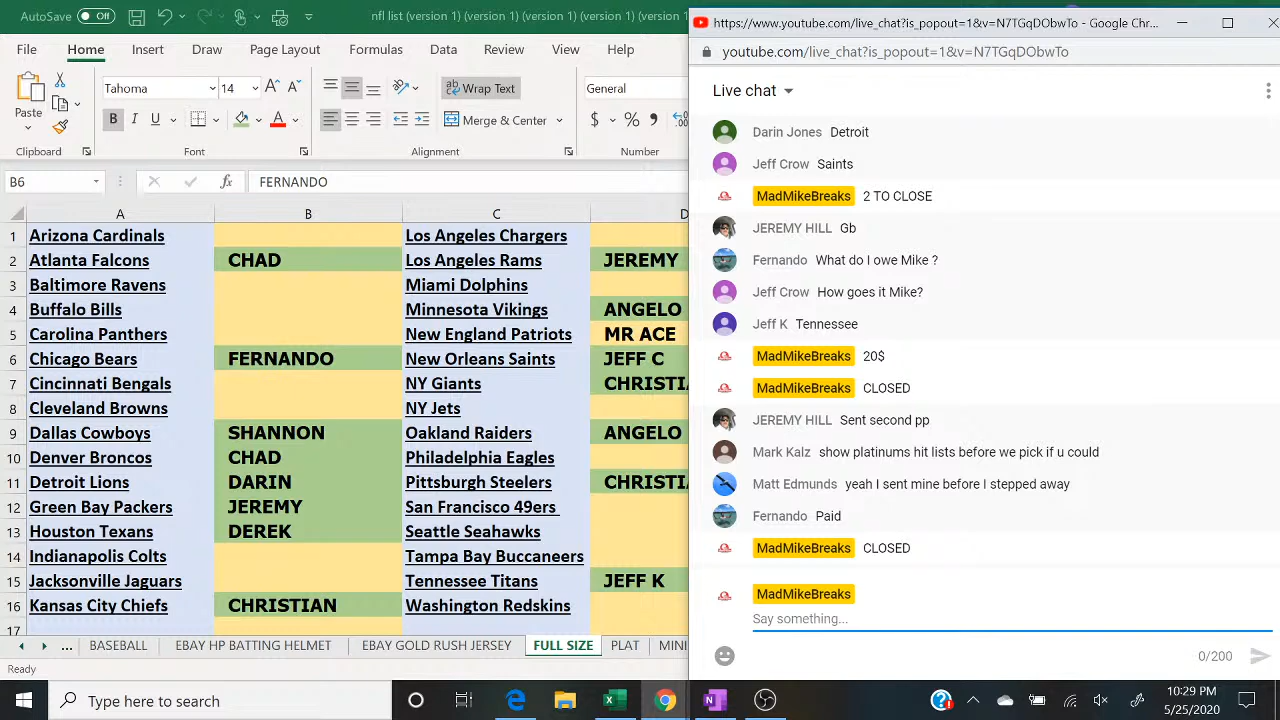 AutoSave Off
nfl list (version 1) (version 1) (version 1) (version 1) (versi
https://www.youtube.com/live_chat?is_popout=1&v=N7TGqDObwTo - Google Chr...
youtube.com/live_chat?is_popout=1&v=N7TGqDObwTo
File Home Insert Draw Page Layout Formulas Data Review View Help
Paste
Clipboard
Tahoma 14
B I U A
Font
Wrap Text
Merge & Center
Alignment
General
$ % ,
Number
B6 fx FERNANDO
A B C D
1 Arizona Cardinals Los Angeles Chargers
2 Atlanta Falcons CHAD Los Angeles Rams JEREMY
3 Baltimore Ravens Miami Dolphins
4 Buffalo Bills Minnesota Vikings ANGELO
5 Carolina Panthers New England Patriots MR ACE
6 Chicago Bears FERNANDO New Orleans Saints JEFF C
7 Cincinnati Bengals NY Giants CHRISTIA
8 Cleveland Browns NY Jets
9 Dallas Cowboys SHANNON Oakland Raiders ANGELO
10 Denver Broncos CHAD Philadelphia Eagles
11 Detroit Lions DARIN Pittsburgh Steelers CHRISTIA
12 Green Bay Packers JEREMY San Francisco 49ers
13 Houston Texans DEREK Seattle Seahawks
14 Indianapolis Colts Tampa Bay Buccaneers
15 Jacksonville Jaguars Tennessee Titans JEFF K
16 Kansas City Chiefs CHRISTIAN Washington Redskins
17
... BASEBALL EBAY HP BATTING HELMET EBAY GOLD RUSH JERSEY FULL SIZE PLAT MINI
Ready
Live chat
Darin Jones Detroit
Jeff Crow Saints
MadMikeBreaks 2 TO CLOSE
JEREMY HILL Gb
Fernando What do I owe Mike ?
Jeff Crow How goes it Mike?
Jeff K Tennessee
MadMikeBreaks 20$
MadMikeBreaks CLOSED
JEREMY HILL Sent second pp
Mark Kalz show platinums hit lists before we pick if u could
Matt Edmunds yeah I sent mine before I stepped away
Fernando Paid
MadMikeBreaks CLOSED
MadMikeBreaks
Say something...
0/200
Type here to search
10:29 PM
5/25/2020